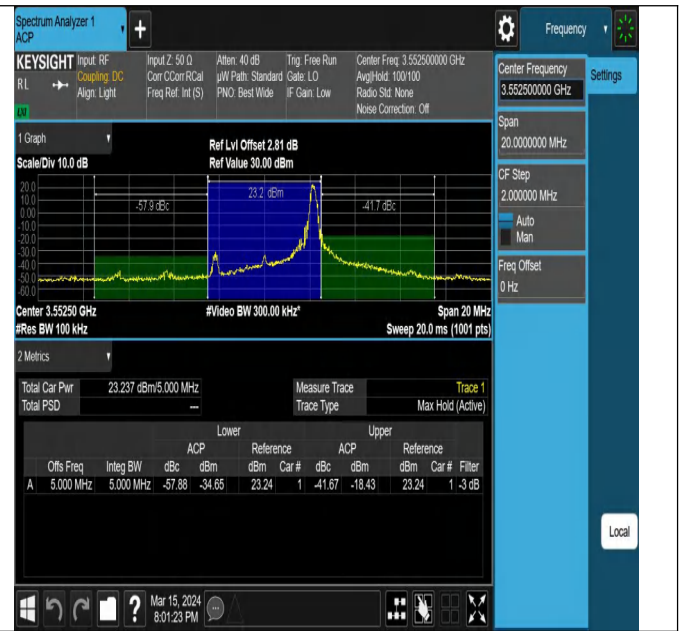 Spectrum Analyzer 1
ACP
Frequency
KEYSIGHT
RL
LXI
Input: RF
Coupling: DC
Align: Light
Input Z: 50 Ω
Corr CCorr RCal
Freq Ref: Int (S)
Atten: 40 dB
µW Path: Standard
PNO: Best Wide
Trig: Free Run
Gate: LO
IF Gain: Low
Center Freq: 3.552500000 GHz
Avg|Hold: 100/100
Radio Std: None
Noise Correction: Off
Center Frequency
3.552500000 GHz
Settings
Span
20.0000000 MHz
CF Step
2.000000 MHz
Auto
Man
Freq Offset
0 Hz
1 Graph
Scale/Div 10.0 dB
Ref Lvl Offset 2.81 dB
Ref Value 30.00 dBm
20.0
10.0
0.00
-10.0
-20.0
-30.0
-40.0
-50.0
-60.0
-57.9 dBc
23.2 dBm
-41.7 dBc
Center 3.55250 GHz
#Video BW 300.00 kHz*
Span 20 MHz
#Res BW 100 kHz
Sweep 20.0 ms (1001 pts)
2 Metrics
Total Car Pwr 23.237 dBm/5.000 MHz
Total PSD ---
Measure Trace Trace 1
Trace Type Max Hold (Active)
Lower Upper
ACP Reference ACP Reference
Offs Freq Integ BW dBc dBm dBm Car # dBc dBm dBm Car # Filter
A 5.000 MHz 5.000 MHz -57.88 -34.65 23.24 1 -41.67 -18.43 23.24 1 -3 dB
Local
?
Mar 15, 2024
8:01:23 PM